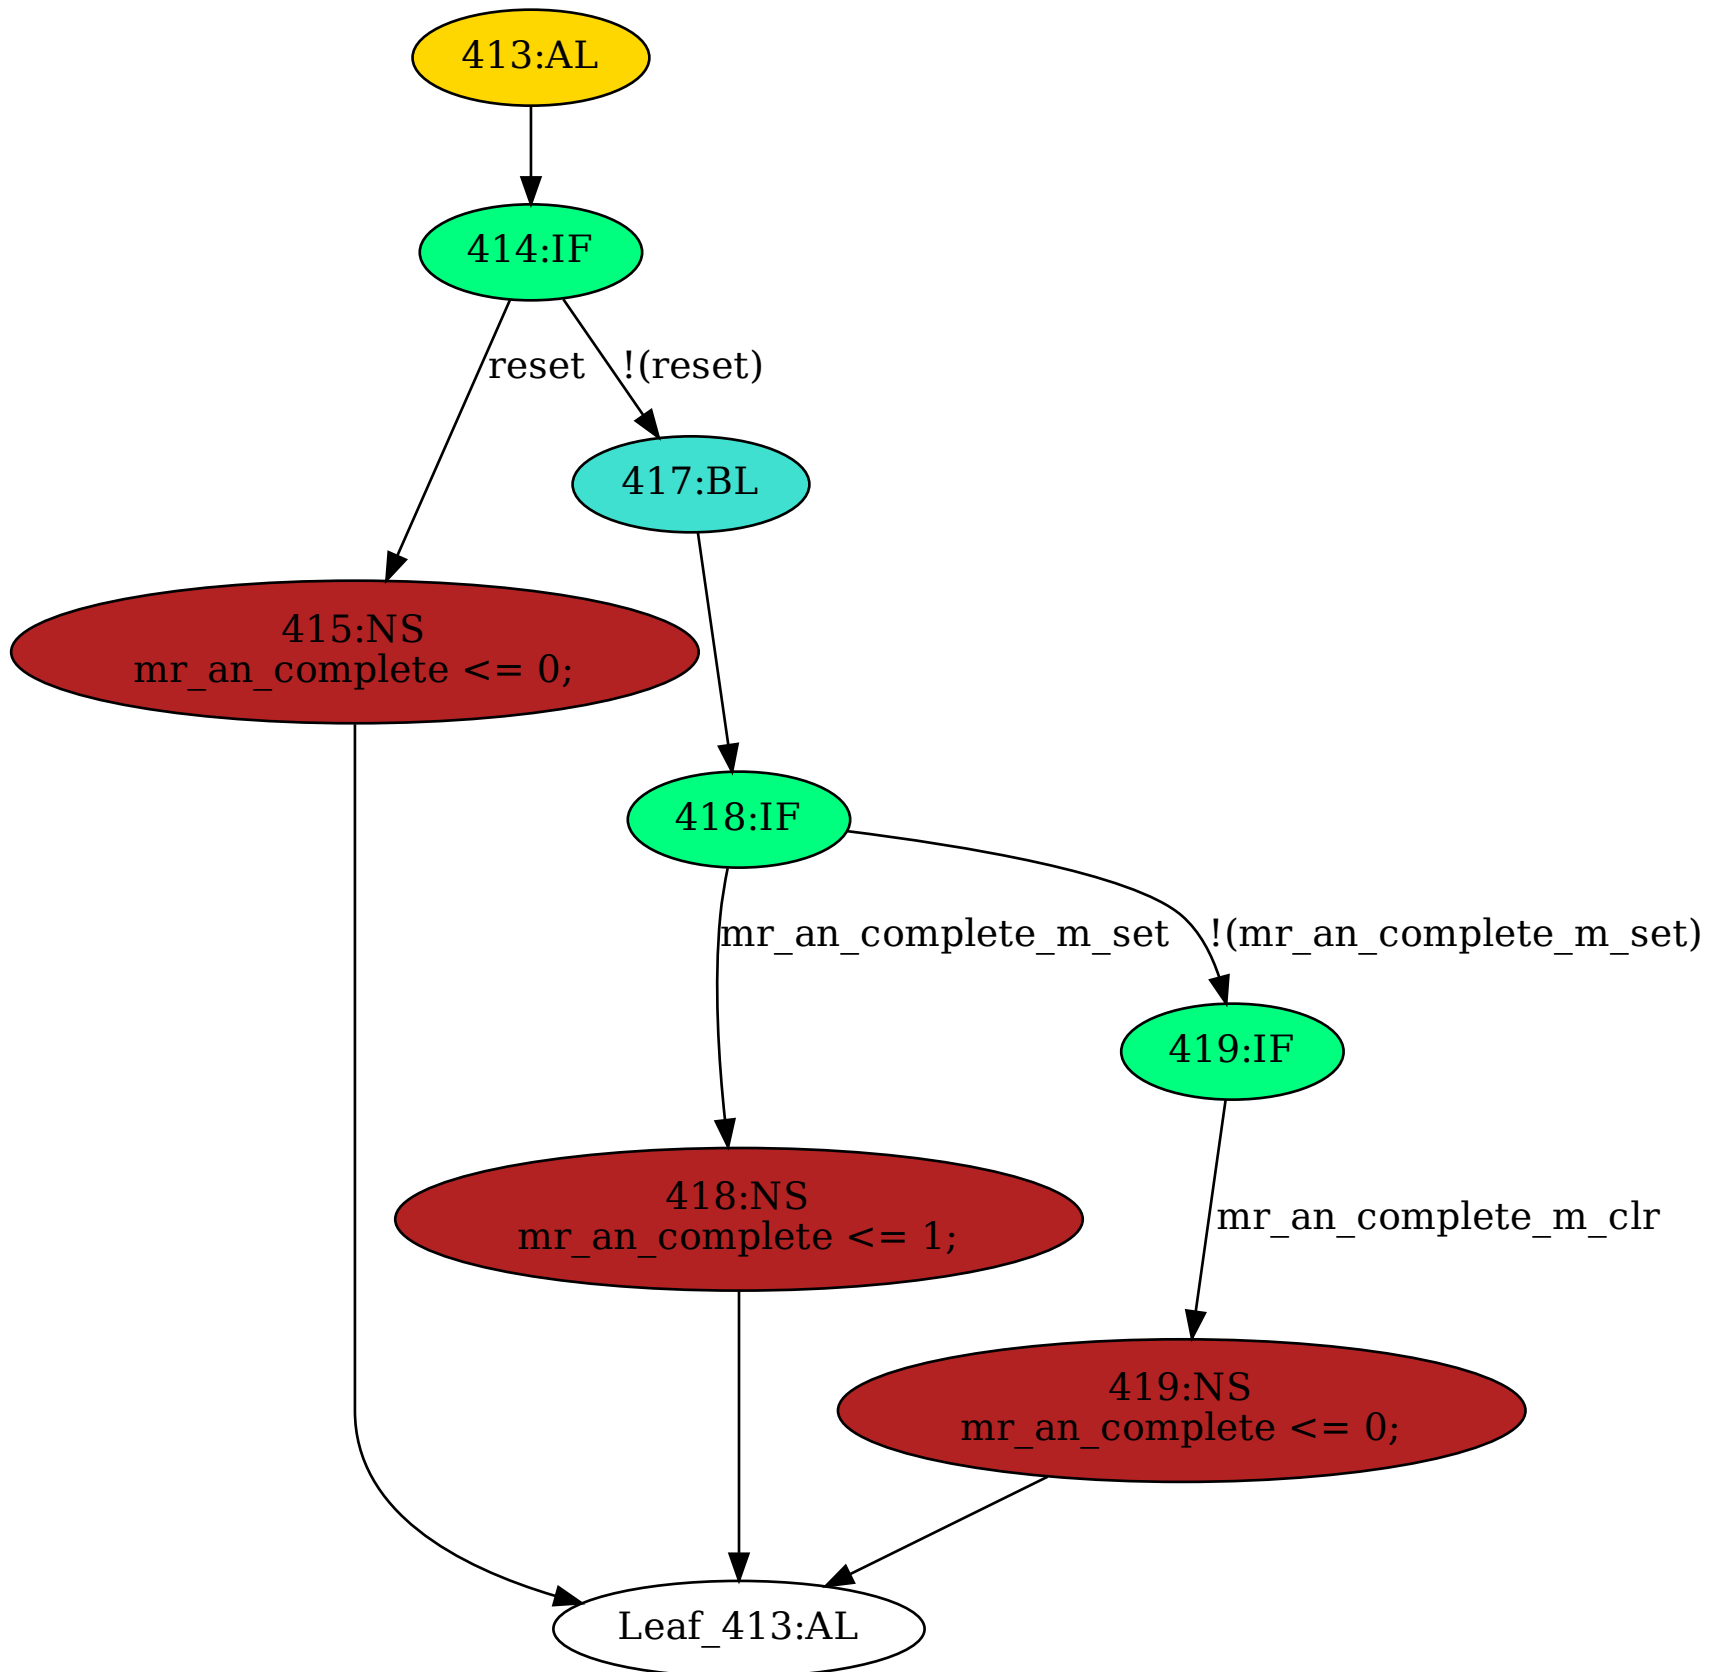 413:AL
414:IF
reset
!(reset)
417:BL
415:NS
mr_an_complete <= 0;
418:IF
mr_an_complete_m_set
!(mr_an_complete_m_set)
419:IF
418:NS
mr_an_complete <= 1;
mr_an_complete_m_clr
419:NS
mr_an_complete <= 0;
Leaf_413:AL